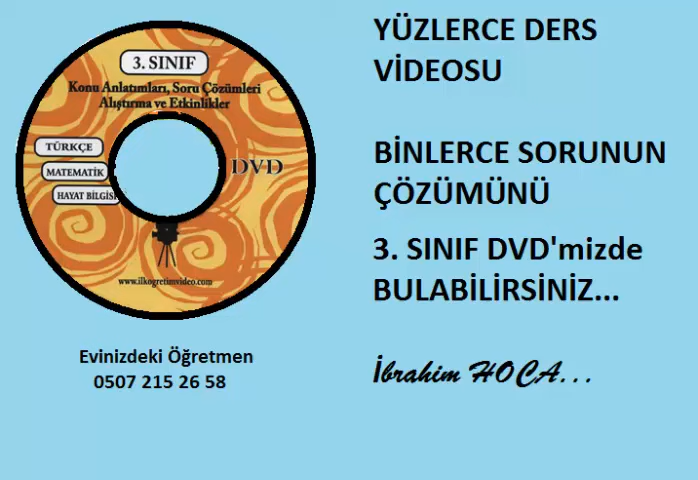 3. SINIF
Konu Anlatımları, Soru Çözümleri
Alıştırma ve Etkinlikler
TÜRKÇE
MATEMATİK
HAYAT BİLGİSİ
DVD
www.ilkogretimvideo.com
Evinizdeki Öğretmen
0507 215 26 58
YÜZLERCE DERS
VİDEOSU
BİNLERCE SORUNUN
ÇÖZÜMÜNÜ
3. SINIF DVD'mizde
BULABİLİRSİNİZ...
İbrahim HOCA...